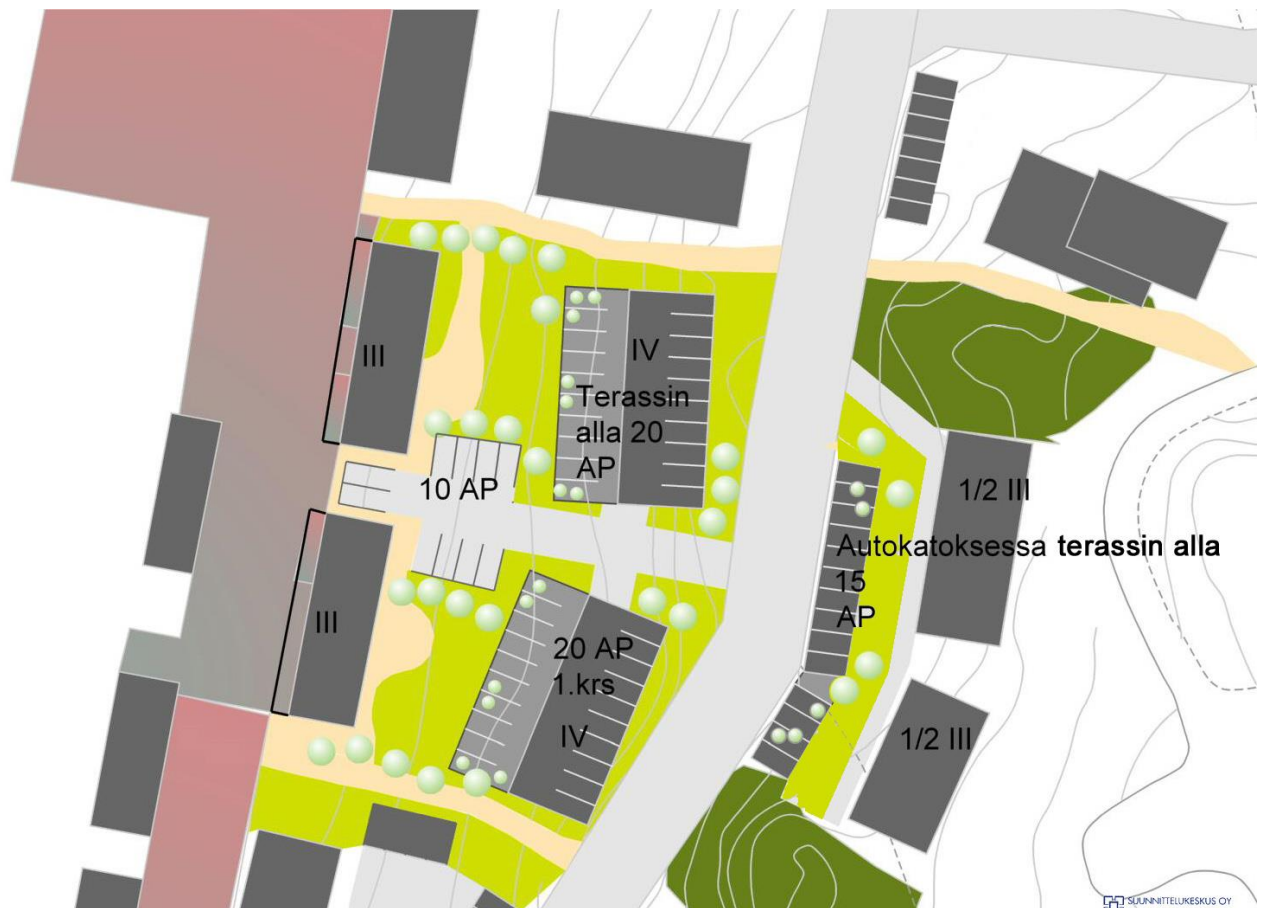 III
IV
Terassin
alla 20
AP
10 AP
1/2 III
Autokatoksessa terassin alla
15
AP
III
20 AP
1.krs
IV
1/2 III
SUUNNITTELUKESKUS OY